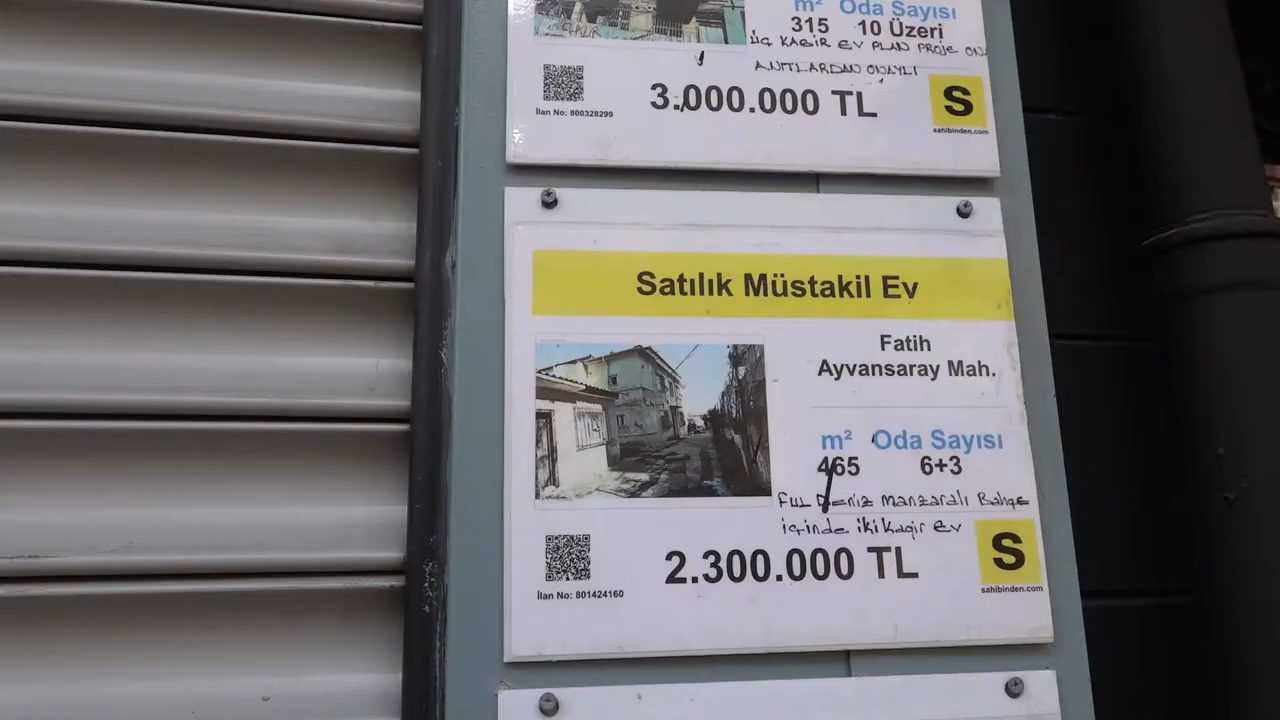 m² Oda Sayısı
315 10 Üzeri
ÜÇ KAGİR EV PLAN PROJE
ANITLARDAN ONAYLI
3.000.000 TL
İlan No: 800328299
S
sahibinden.com
Satılık Müstakil Ev
Fatih
Ayvansaray Mah.
m² Oda Sayısı
465 6+3
FUL Deniz manzaralı Bahçe
içinde iki kagir ev
2.300.000 TL
İlan No: 801424160
S
sahibinden.com